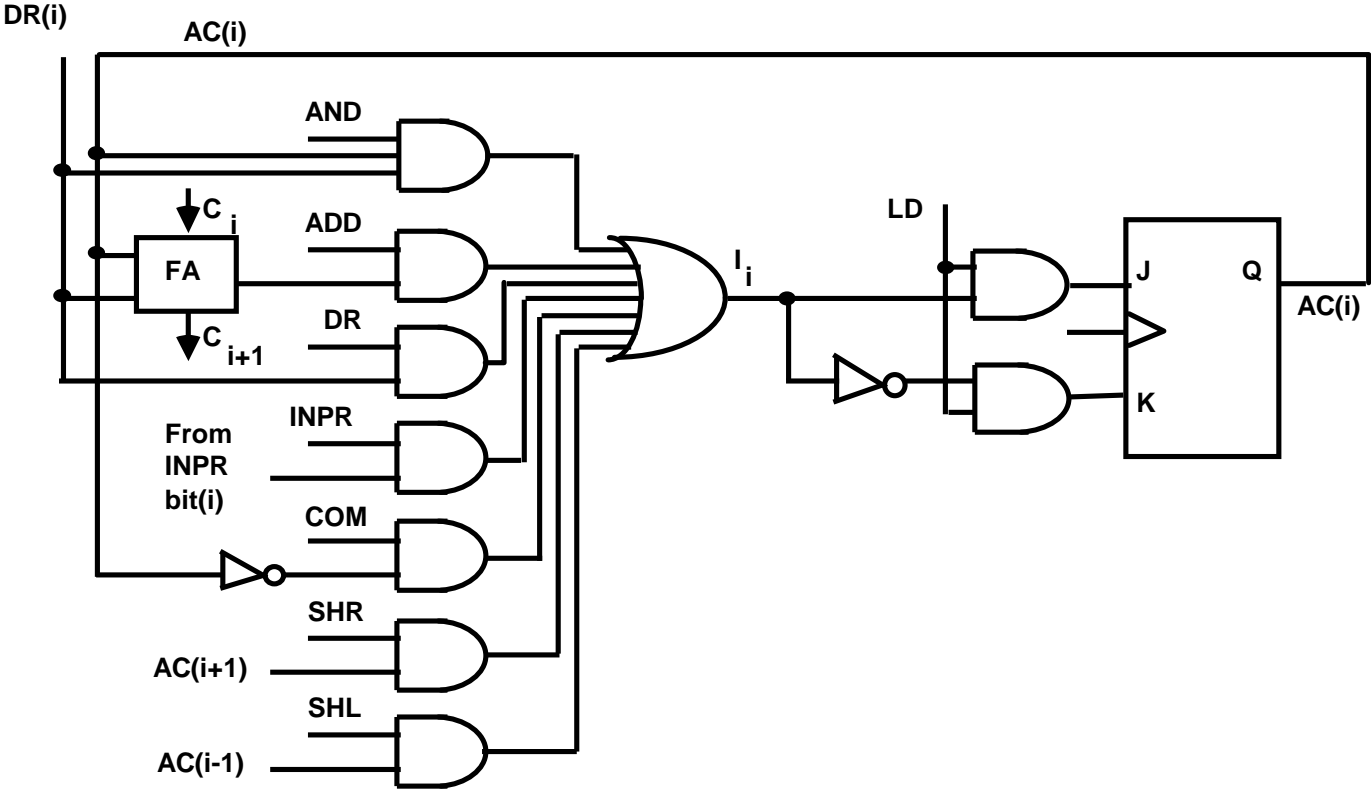 DR(i)
AC(i)
AND
C i
ADD
FA
C i+1
DR
INPR
From
INPR
bit(i)
COM
SHR
AC(i+1)
SHL
AC(i-1)
I i
LD
J
Q
K
AC(i)